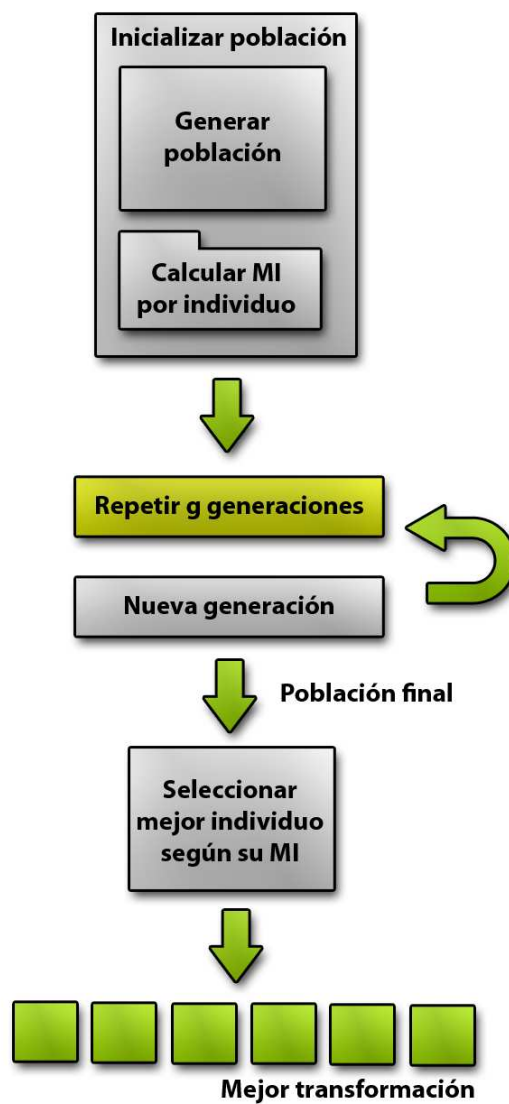 Inicializar población
Generar
población
Calcular MI
por individuo
Repetir g generaciones
Nueva generación
Población final
Seleccionar
mejor individuo
según su MI
Mejor transformación